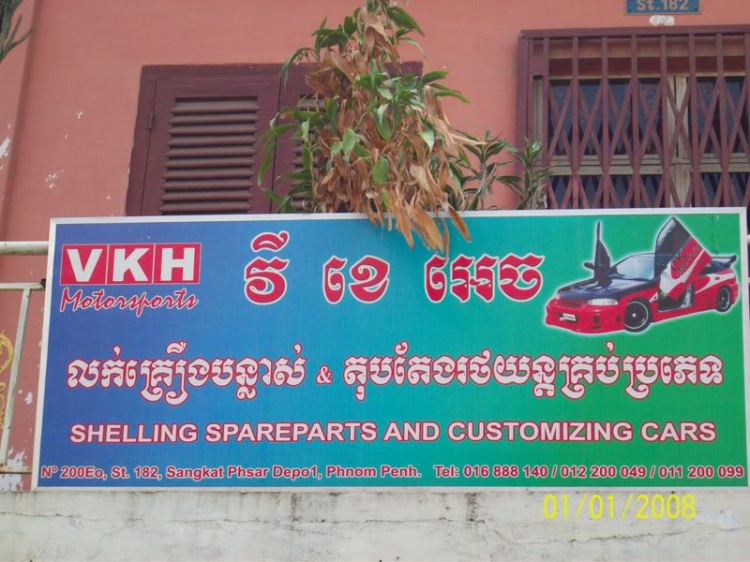 St.182
VKH
Motorsports
វី ខេ អេច
លក់គ្រឿងបន្លាស់ & តុបតែងរថយន្តគ្រប់ប្រភេទ
SHELLING SPAREPARTS AND CUSTOMIZING CARS
Nº 200Eo, St. 182, Sangkat Phsar Depo1, Phnom Penh. Tel: 016 888 140 / 012 200 049 / 011 200 099
01/01/2008